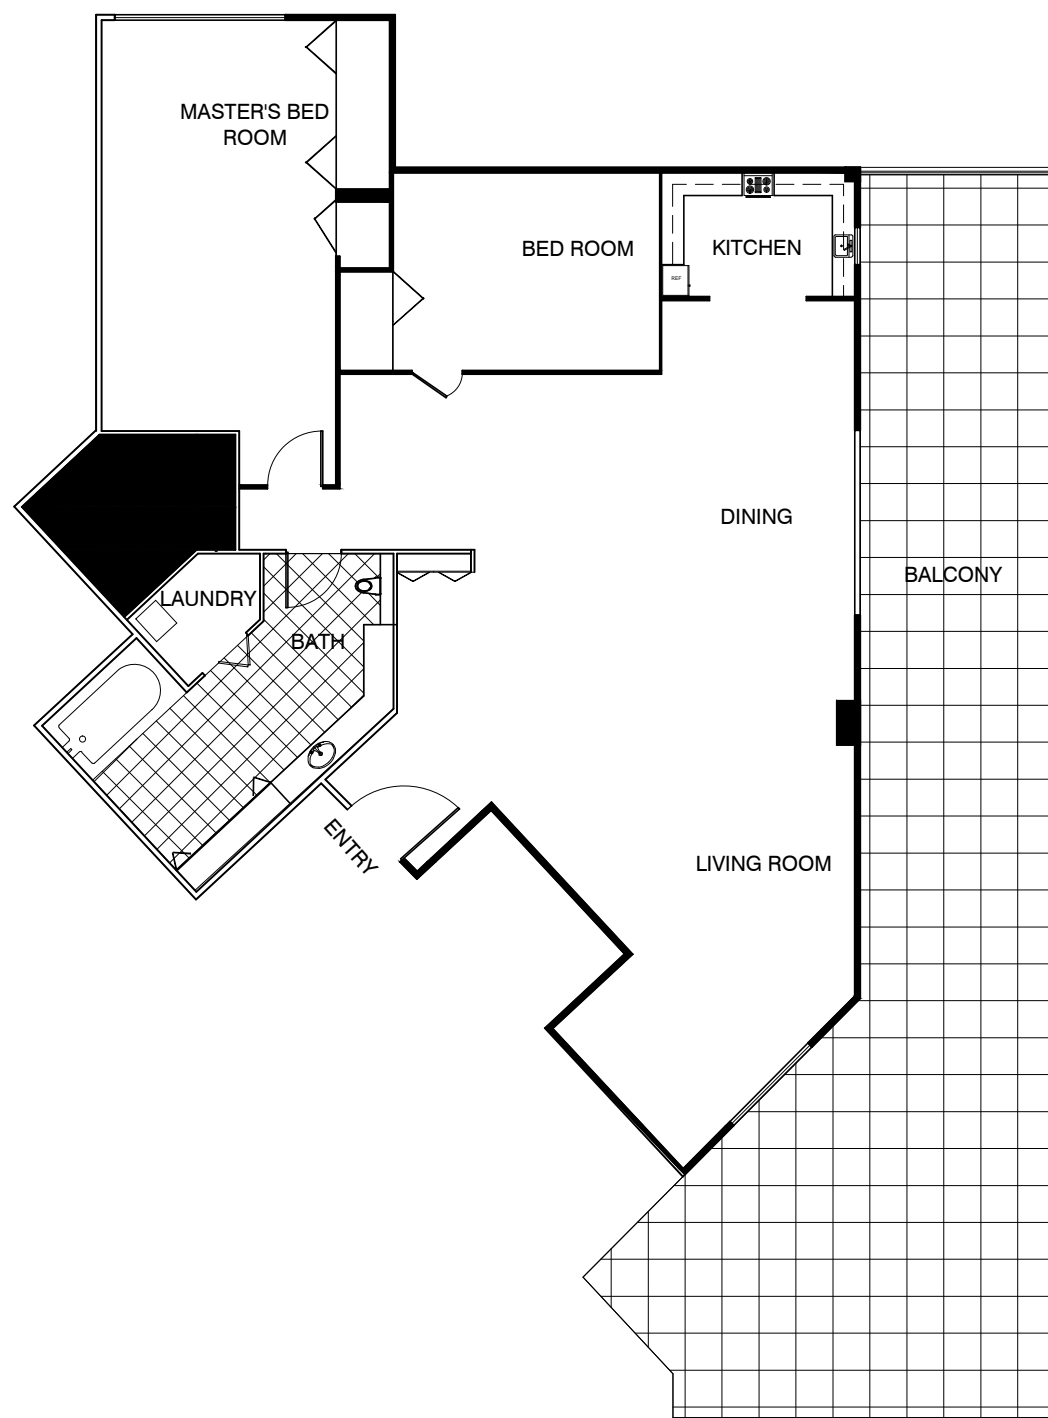 MASTER'S BED
ROOM
BED ROOM
KITCHEN
REF
DINING
BALCONY
LAUNDRY
BATH
ENTRY
LIVING ROOM